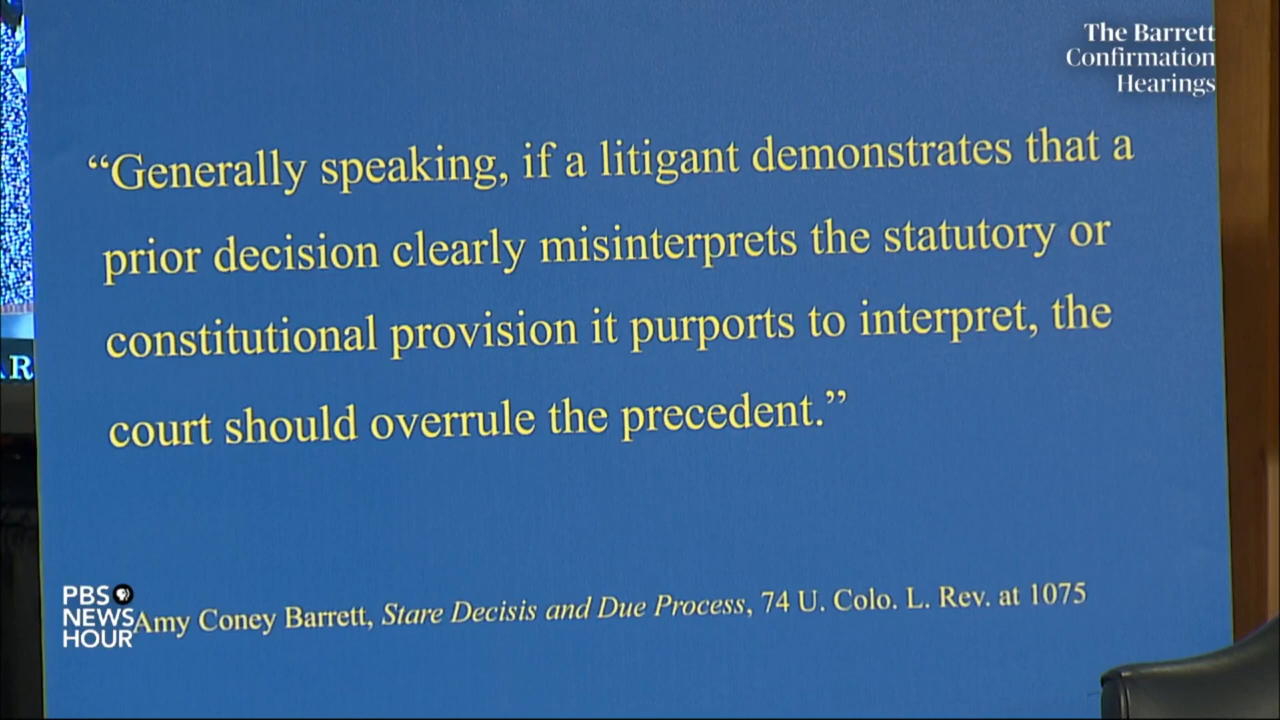 The Barrett
Confirmation
Hearings
“Generally speaking, if a litigant demonstrates that a
prior decision clearly misinterprets the statutory or
constitutional provision it purports to interpret, the
court should overrule the precedent.”
Amy Coney Barrett, Stare Decisis and Due Process, 74 U. Colo. L. Rev. at 1075
PBS
NEWS
HOUR